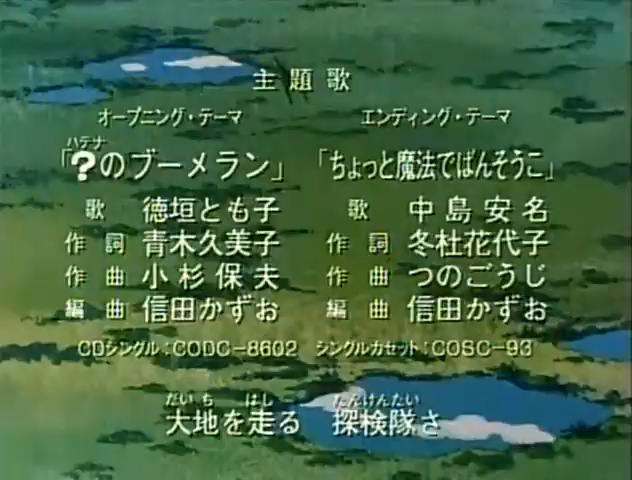 主題歌
オープニング・テーマ
ハテナ
「?のブーメラン」
歌 徳垣とも子
作詞 青木久美子
作曲 小杉保夫
編曲 信田かずお
エンディング・テーマ
「ちょっと魔法でばんそうこ」
歌 中島安名
作詞 冬杜花代子
作曲 つのごうじ
編曲 信田かずお
CDシングル:CODC-8602 シングルカセット:COSC-93
だいち はし たんけんたい
大地を走る 探検隊さ